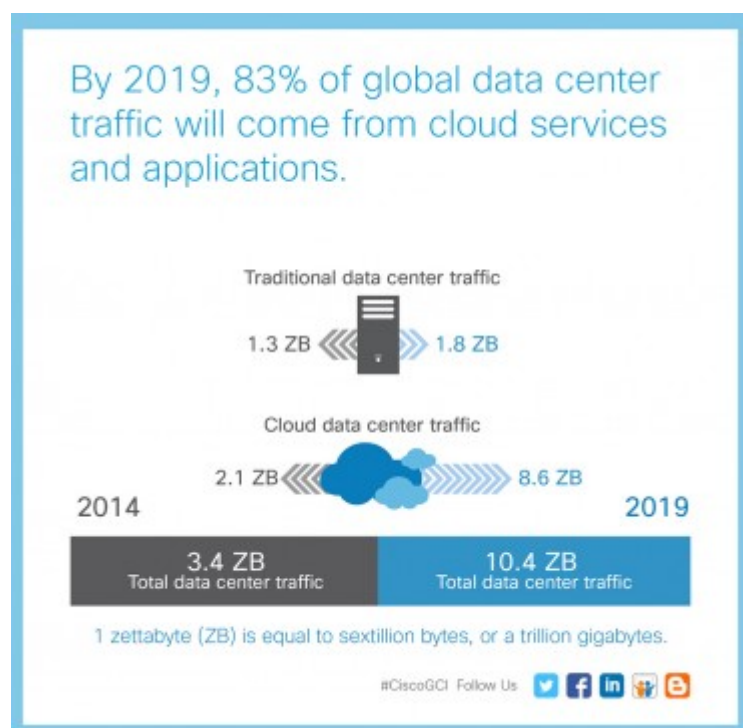 By 2019, 83% of global data center
traffic will come from cloud services
and applications.
Traditional data center traffic
1.3 ZB
1.8 ZB
Cloud data center traffic
2.1 ZB
8.6 ZB
2014
2019
3.4 ZB
Total data center traffic
10.4 ZB
Total data center traffic
1 zettabyte (ZB) is equal to sextillion bytes, or a trillion gigabytes.
#CiscoGCI Follow Us